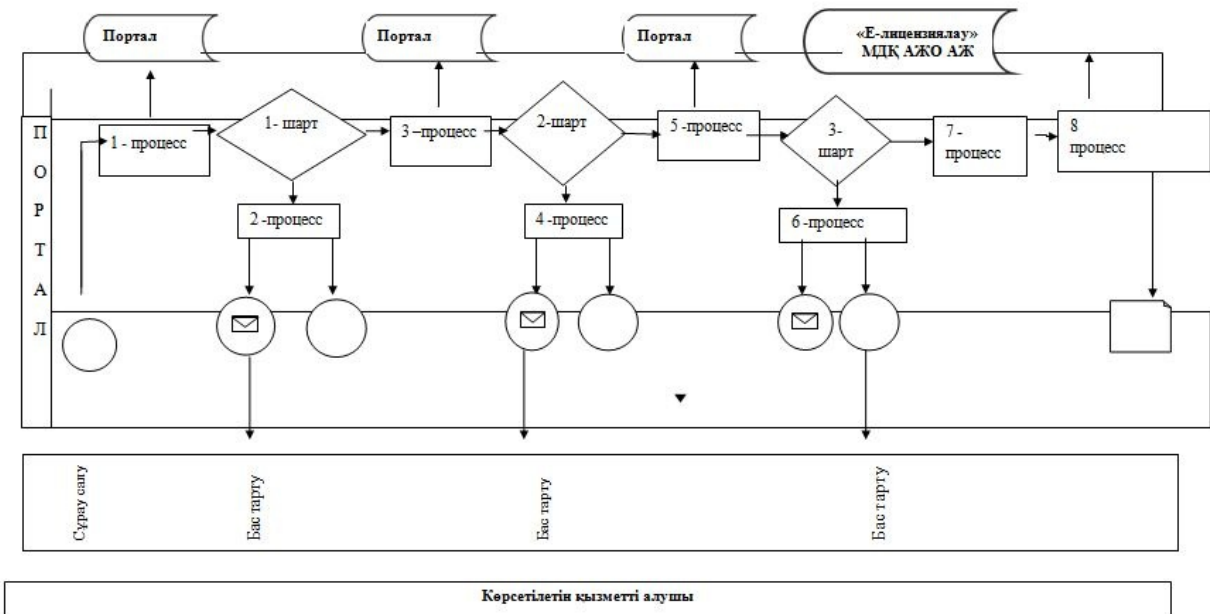 Портал
Портал
Портал
«Е-лицензиялау»
МДҚ АЖО АЖ
ПОРТАЛ
1 - процесс
1- шарт
3 –процесс
2-шарт
5 -процесс
3-
шарт
7 -
процесс
8
процесс
2 -процесс
4 -процесс
6 -процесс
Сұрау салу
Бас тарту
Бас тарту
Бас тарту
Көрсетілетін қызметті алушы